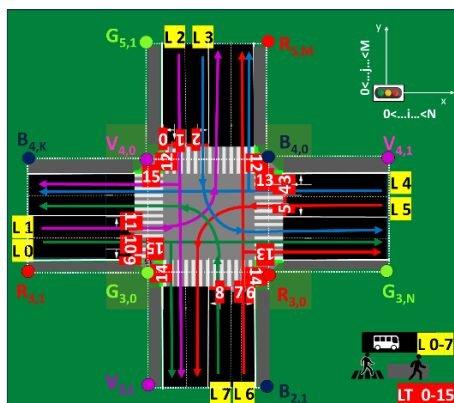 G5,1
L 2
L 3
R5,M
y
0<...j...<M
x
0<...i...<N
0
1
2
B4,K
V4,0
12
12
B4,0
V4,1
15
13
3
4
L 4
5
L 5
L 1
11
10
9
L 0
15
13
R3,1
G3,0
14
14
R3,0
G3,N
8
7
6
L 0-7
V2,L
L 7
L 6
B2,1
LT 0-15